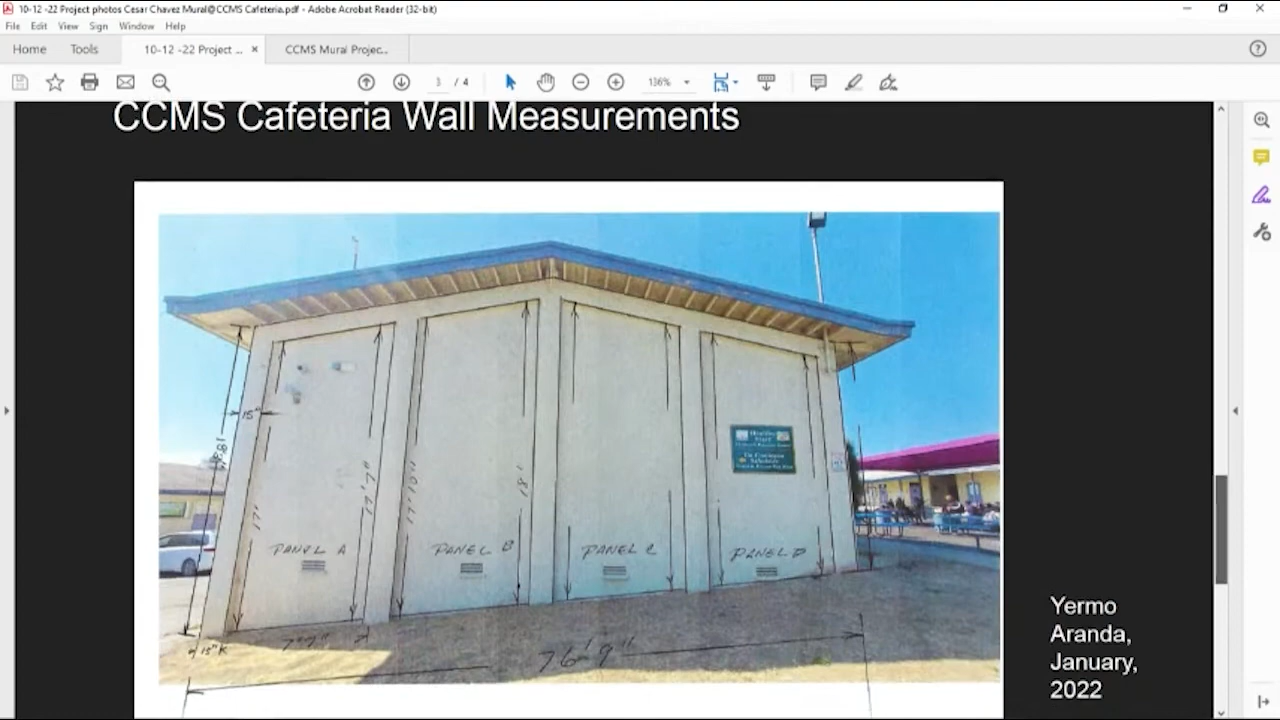 10-12 -22 Project photos Cesar Chavez Mural@CCMS Cafeteria.pdf - Adobe Acrobat Reader (32-bit)
File Edit View Sign Window Help
Home Tools 10-12 -22 Project ... × CCMS Mural Projec...
3 / 4 136%
CCMS Cafeteria Wall Measurements
15"
17'
17'7"
17'10"
18'
PANEL A PANEL B PANEL C PANEL D
7'7"
15"
76'9"
Yermo
Aranda,
January,
2022